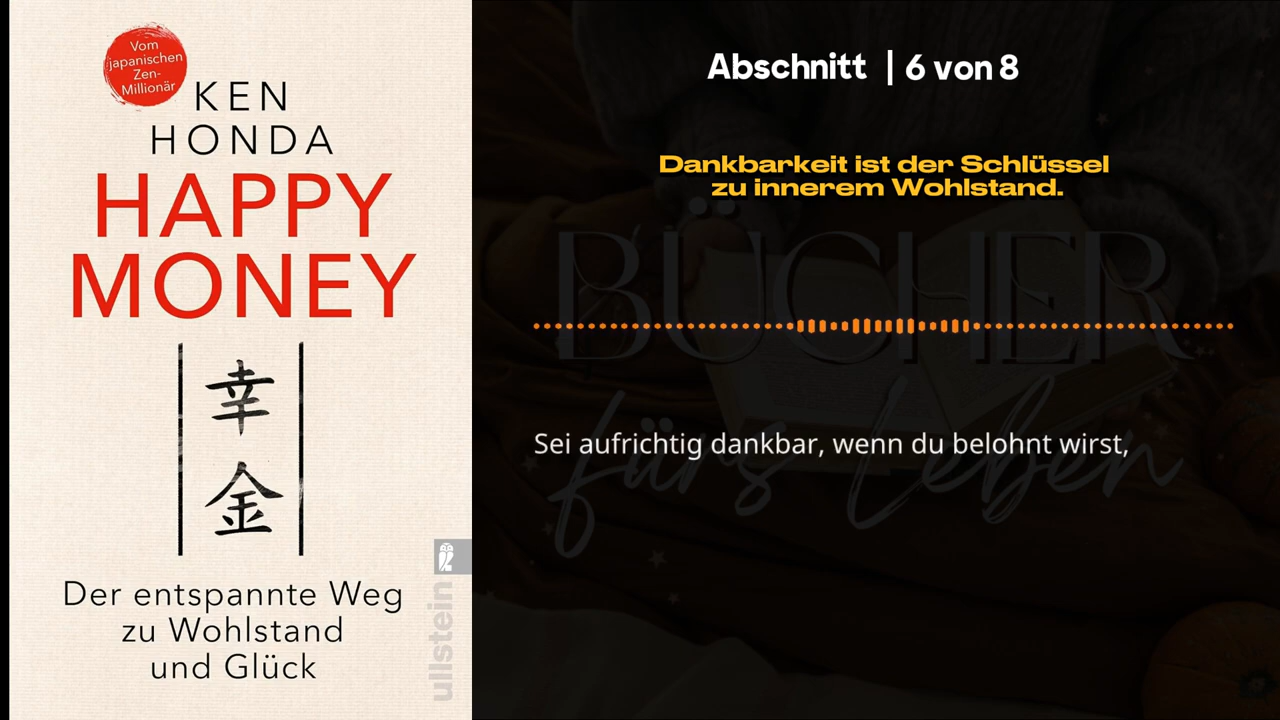 Vom
japanischen
Zen-
Millionär
KEN
HONDA
HAPPY
MONEY
幸
金
Der entspannte Weg
zu Wohlstand
und Glück
ullstein
Abschnitt | 6 von 8
Dankbarkeit ist der Schlüssel
zu innerem Wohlstand.
BÜCHER
fürs Leben
Sei aufrichtig dankbar, wenn du belohnt wirst,